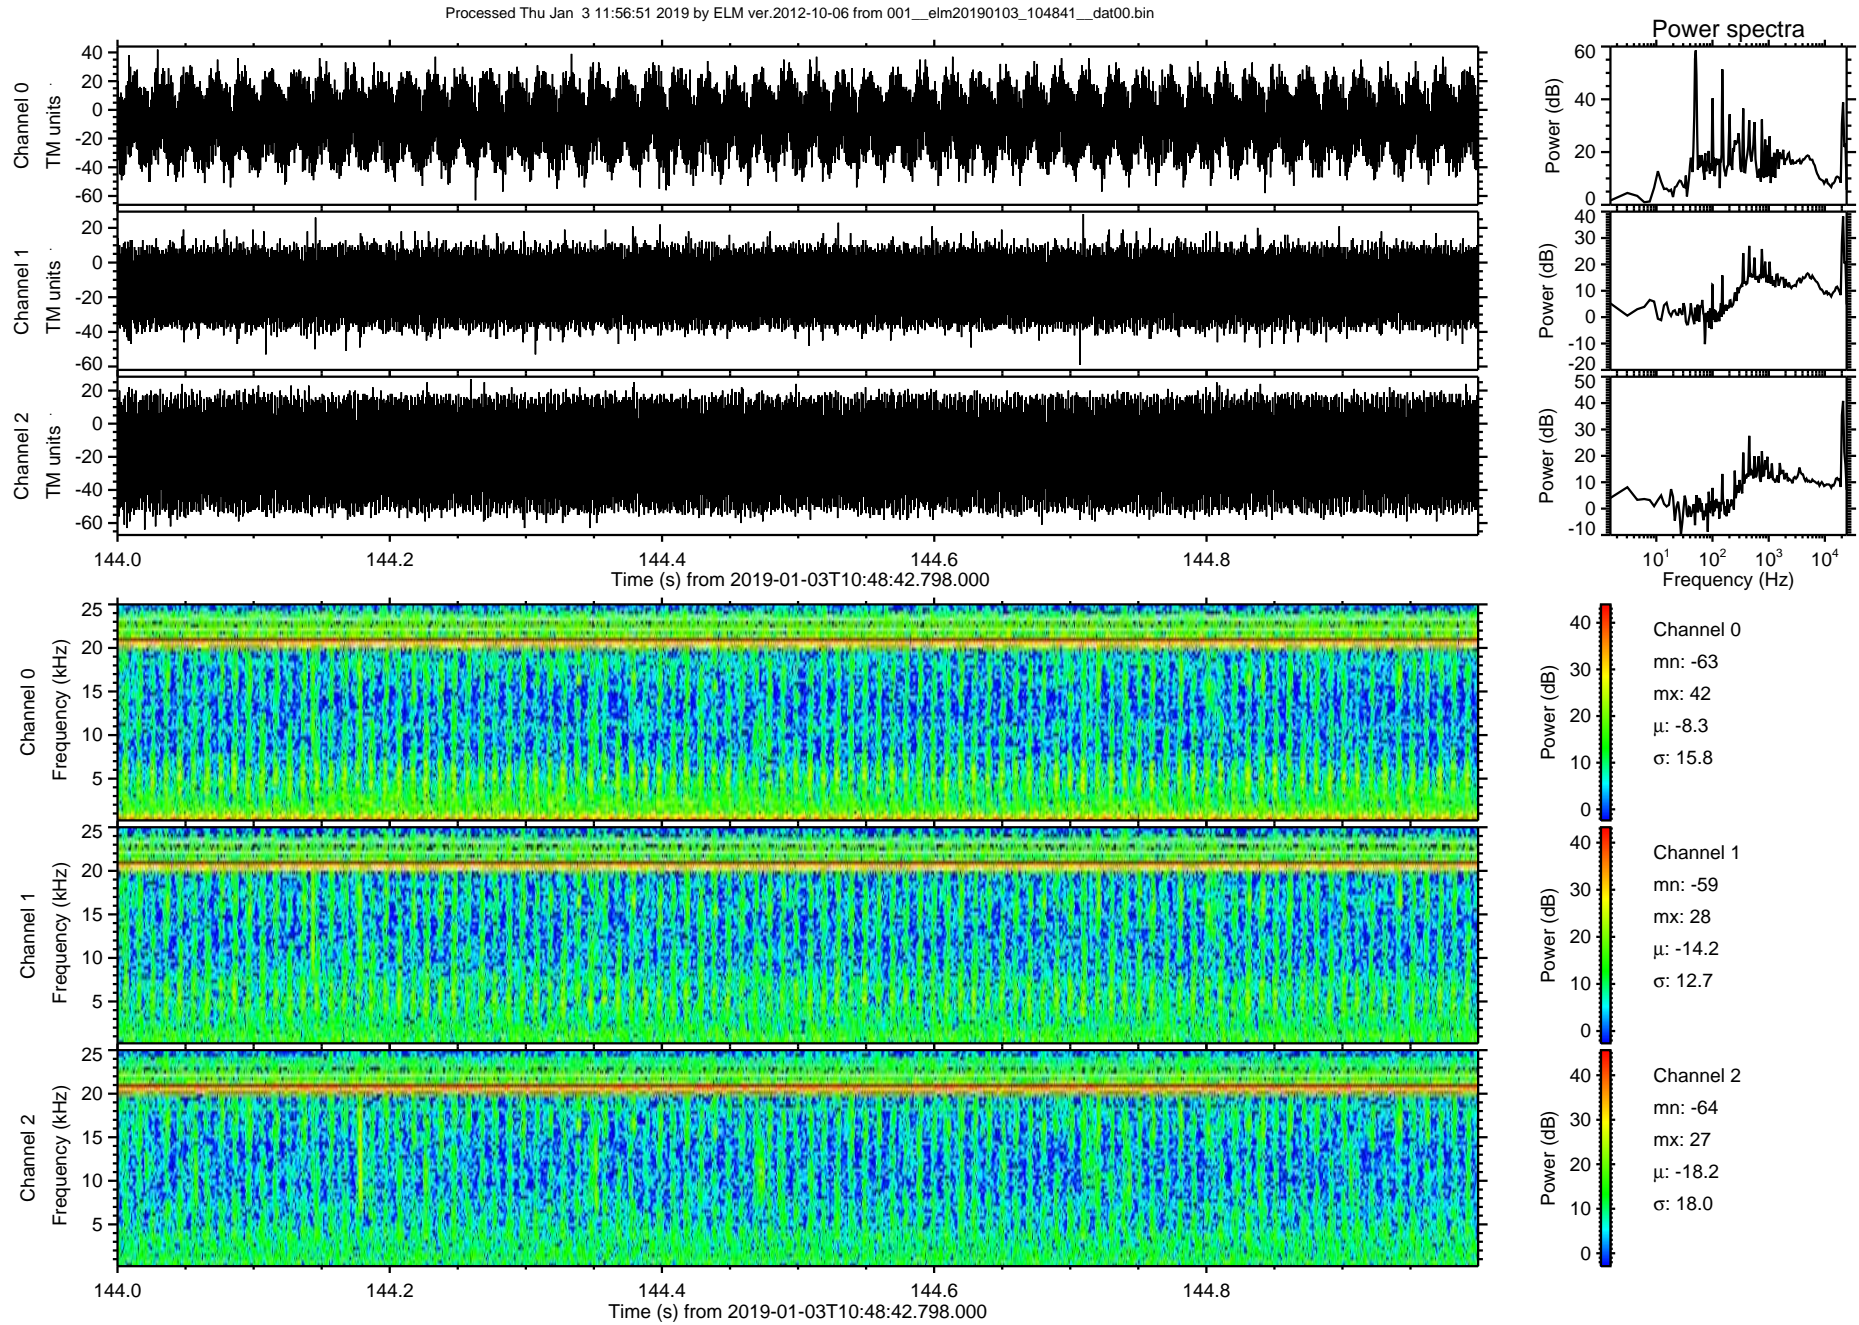 Processed Thu Jan  3 11:56:51 2019 by ELM ver.2012-10-06 from 001__elm20190103_104841__dat00.bin
Power spectra
Channel 0
TM units
40
20
0
-20
-40
-60
Power (dB)
60
40
20
0
Channel 1
TM units
20
0
-20
-40
-60
Power (dB)
40
30
20
10
0
-10
-20
Channel 2
TM units
20
0
-20
-40
-60
Power (dB)
50
40
30
20
10
0
-10
144.0 144.2 144.4 144.6 144.8
Time (s) from 2019-01-03T10:48:42.798.000
10¹ 10² 10³ 10⁴
Frequency (Hz)
Channel 0
Frequency (kHz)
25
20
15
10
5
Power (dB)
40
30
20
10
0
Channel 0
mn: -63
mx: 42
μ: -8.3
σ: 15.8
Channel 1
Frequency (kHz)
25
20
15
10
5
Power (dB)
40
30
20
10
0
Channel 1
mn: -59
mx: 28
μ: -14.2
σ: 12.7
Channel 2
Frequency (kHz)
25
20
15
10
5
Power (dB)
40
30
20
10
0
Channel 2
mn: -64
mx: 27
μ: -18.2
σ: 18.0
144.0 144.2 144.4 144.6 144.8
Time (s) from 2019-01-03T10:48:42.798.000